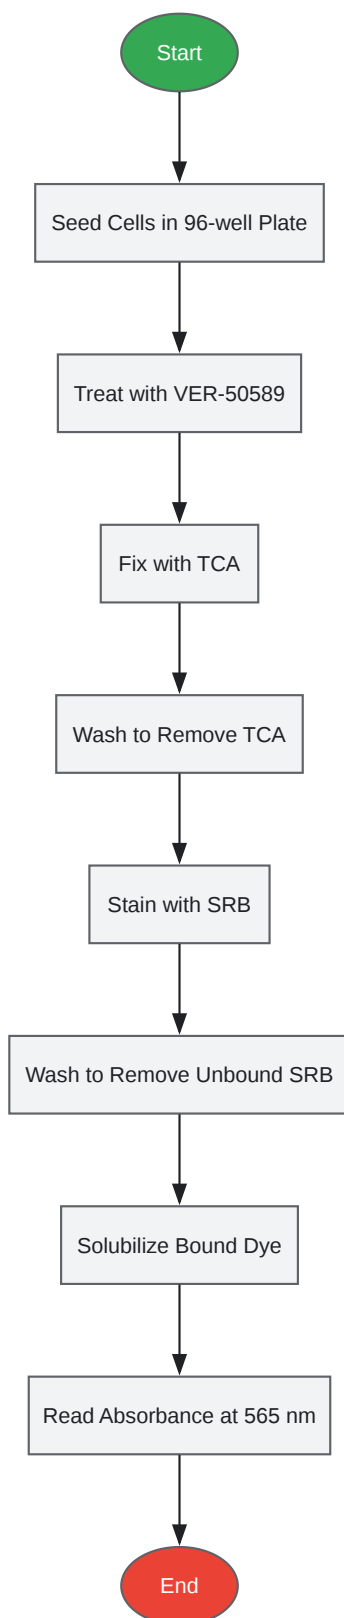 Start
Seed Cells in 96-well Plate
Treat with VER-50589
Fix with TCA
Wash to Remove TCA
Stain with SRB
Wash to Remove Unbound SRB
Solubilize Bound Dye
Read Absorbance at 565 nm
End